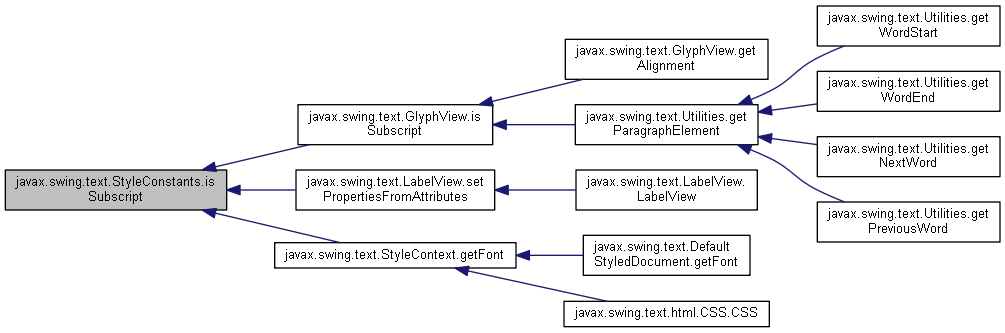 javax.swing.text.StyleConstants.is
Subscript
javax.swing.text.GlyphView.is
Subscript
javax.swing.text.GlyphView.get
Alignment
javax.swing.text.Utilities.get
ParagraphElement
javax.swing.text.Utilities.get
WordStart
javax.swing.text.Utilities.get
WordEnd
javax.swing.text.Utilities.get
NextWord
javax.swing.text.Utilities.get
PreviousWord
javax.swing.text.LabelView.set
PropertiesFromAttributes
javax.swing.text.LabelView.
LabelView
javax.swing.text.StyleContext.getFont
javax.swing.text.Default
StyledDocument.getFont
javax.swing.text.html.CSS.CSS